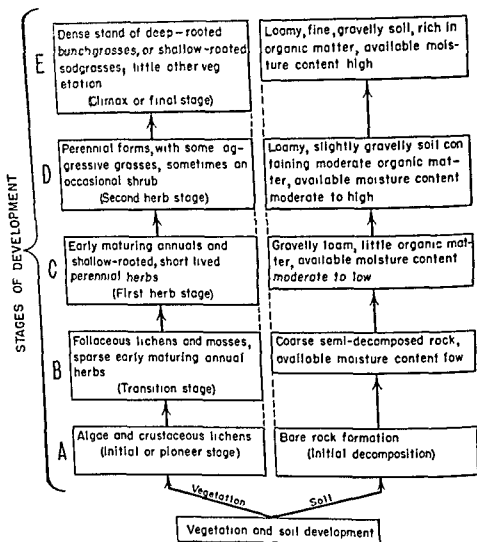 STAGES OF DEVELOPMENT
E
Dense stand of deep-rooted
bunchgrasses, or shallow-rooted
sodgrasses, little other veg
etation
(Climax or final stage)
Loamy, fine, gravelly soil, rich in
organic matter, available mois-
ture content high
D
Perennial forms, with some ag-
gressive grasses, sometimes an
occasional shrub
(Second herb stage)
Loamy, slightly gravelly soil con
taining moderate organic mat-
ter, available moisture content
moderate to high
C
Early maturing annuals and
shallow-rooted, short lived
perennial herbs
(First herb stage)
Gravelly loam, little organic mat-
ter, available moisture content
moderate to low
B
Foliaceous lichens and mosses,
sparse early maturing annual
herbs
(Transition stage)
Coarse semi-decomposed rock,
available moisture content low
A
Algae and crustaceous lichens
(Initial or pioneer stage)
Bare rock formation
(Initial decomposition)
Vegetation
Soil
Vegetation and soil development